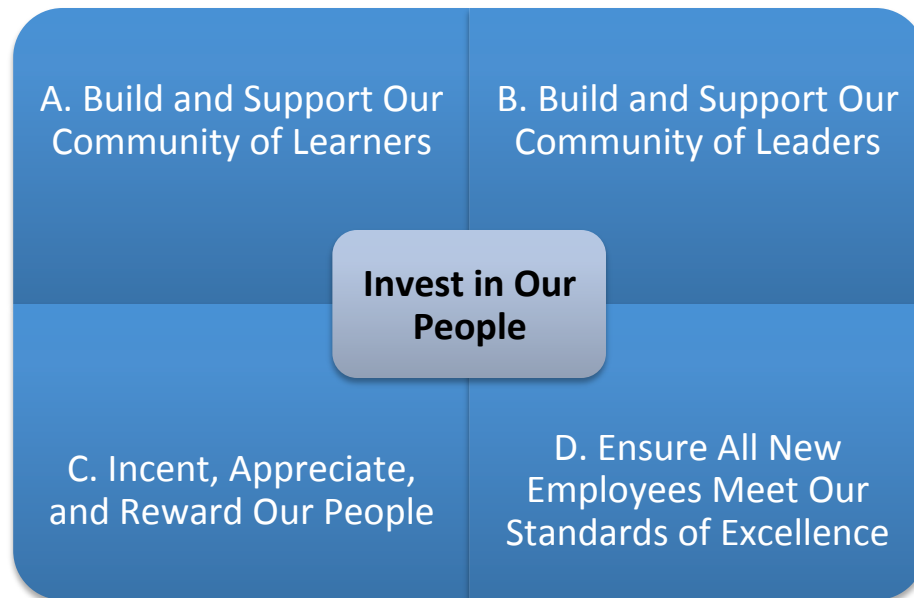 A. Build and Support Our
Community of Learners
B. Build and Support Our
Community of Leaders
Invest in Our
People
C. Incent, Appreciate,
and Reward Our People
D. Ensure All New
Employees Meet Our
Standards of Excellence